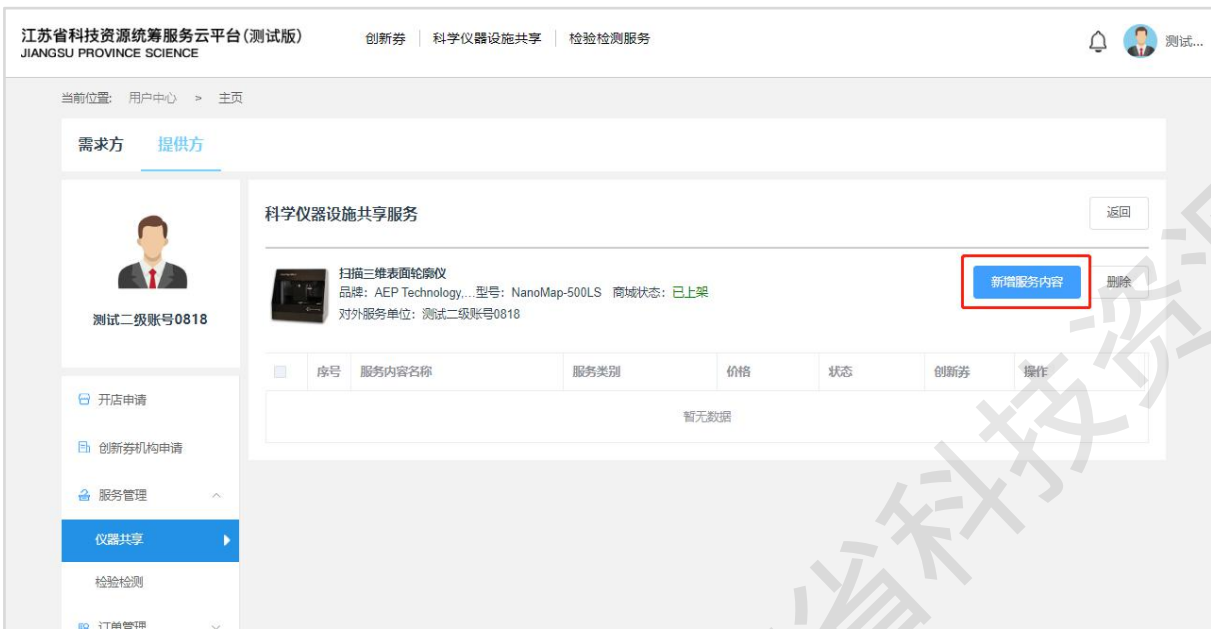 江苏省科技资源统筹服务云平台(测试版) 创新券 科学仪器设施共享 检验检测服务 测试...
JIANGSU PROVINCE SCIENCE
当前位置: 用户中心 > 主页
需求方 提供方
科学仪器设施共享服务 返回
扫描三维表面轮廓仪
品牌: AEP Technology,...型号: NanoMap-500LS 商城状态: 已上架
对外服务单位: 测试二级账号0818
新增服务内容 删除
测试二级账号0818
序号 服务内容名称 服务类别 价格 状态 创新券 操作
暂无数据
开店申请
创新券机构申请
服务管理
仪器共享
检验检测
订单管理
省科技资